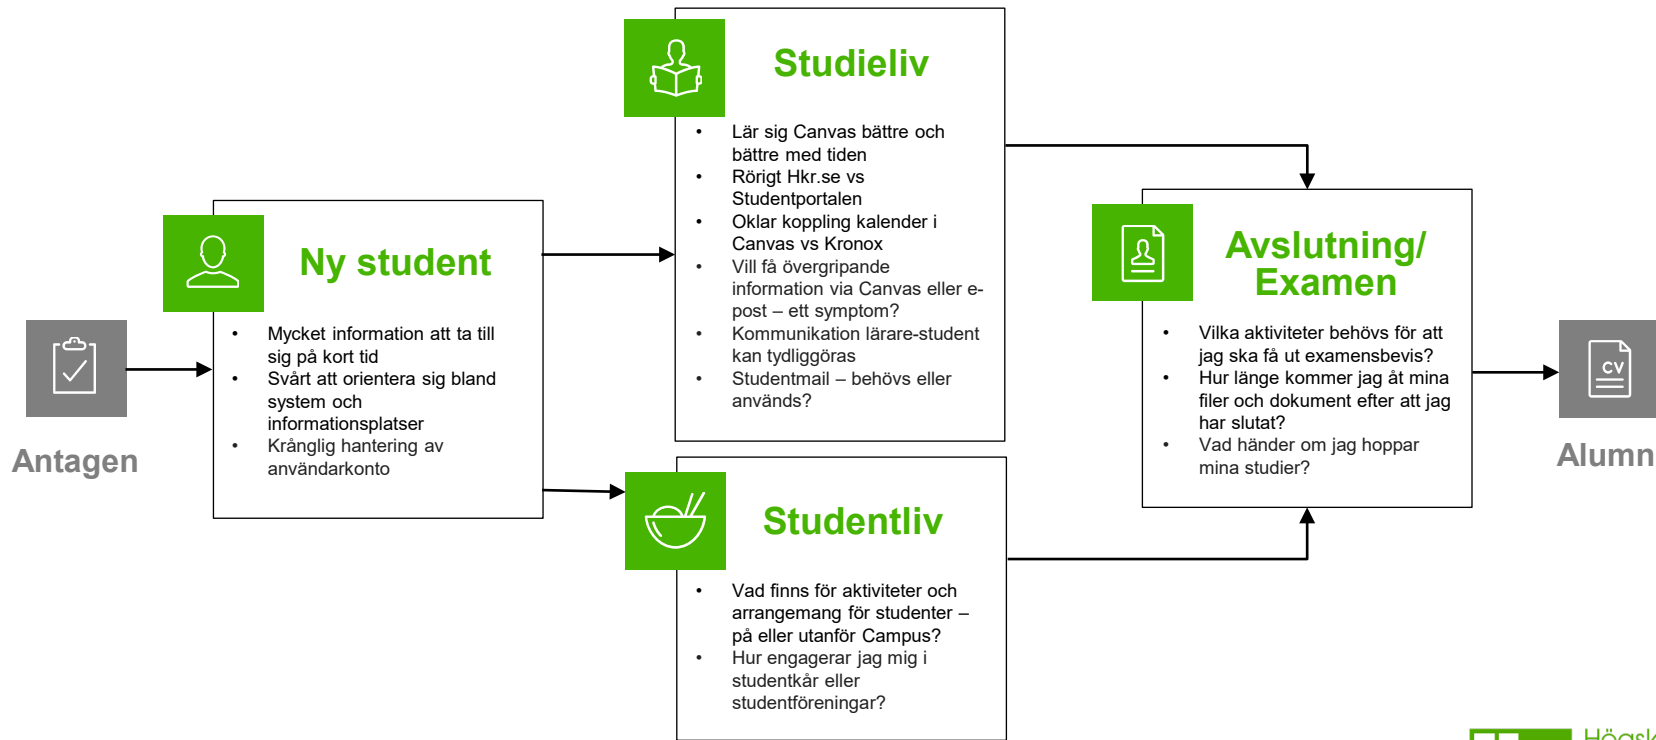 Antagen
Ny student
• Mycket information att ta till
sig på kort tid
• Svårt att orientera sig bland
system och
informationsplatser
• Krånglig hantering av
användarkonto
Studieliv
• Lär sig Canvas bättre och
bättre med tiden
• Rörigt Hkr.se vs
Studentportalen
• Oklar koppling kalender i
Canvas vs Kronox
• Vill få övergripande
information via Canvas eller e-
post – ett symptom?
• Kommunikation lärare-student
kan tydliggöras
• Studentmail – behövs eller
används?
Studentliv
• Vad finns för aktiviteter och
arrangemang för studenter –
på eller utanför Campus?
• Hur engagerar jag mig i
studentkår eller
studentföreningar?
Avslutning/
Examen
• Vilka aktiviteter behövs för att
jag ska få ut examensbevis?
• Hur länge kommer jag åt mina
filer och dokument efter att jag
har slutat?
• Vad händer om jag hoppar
mina studier?
CV
Alumn